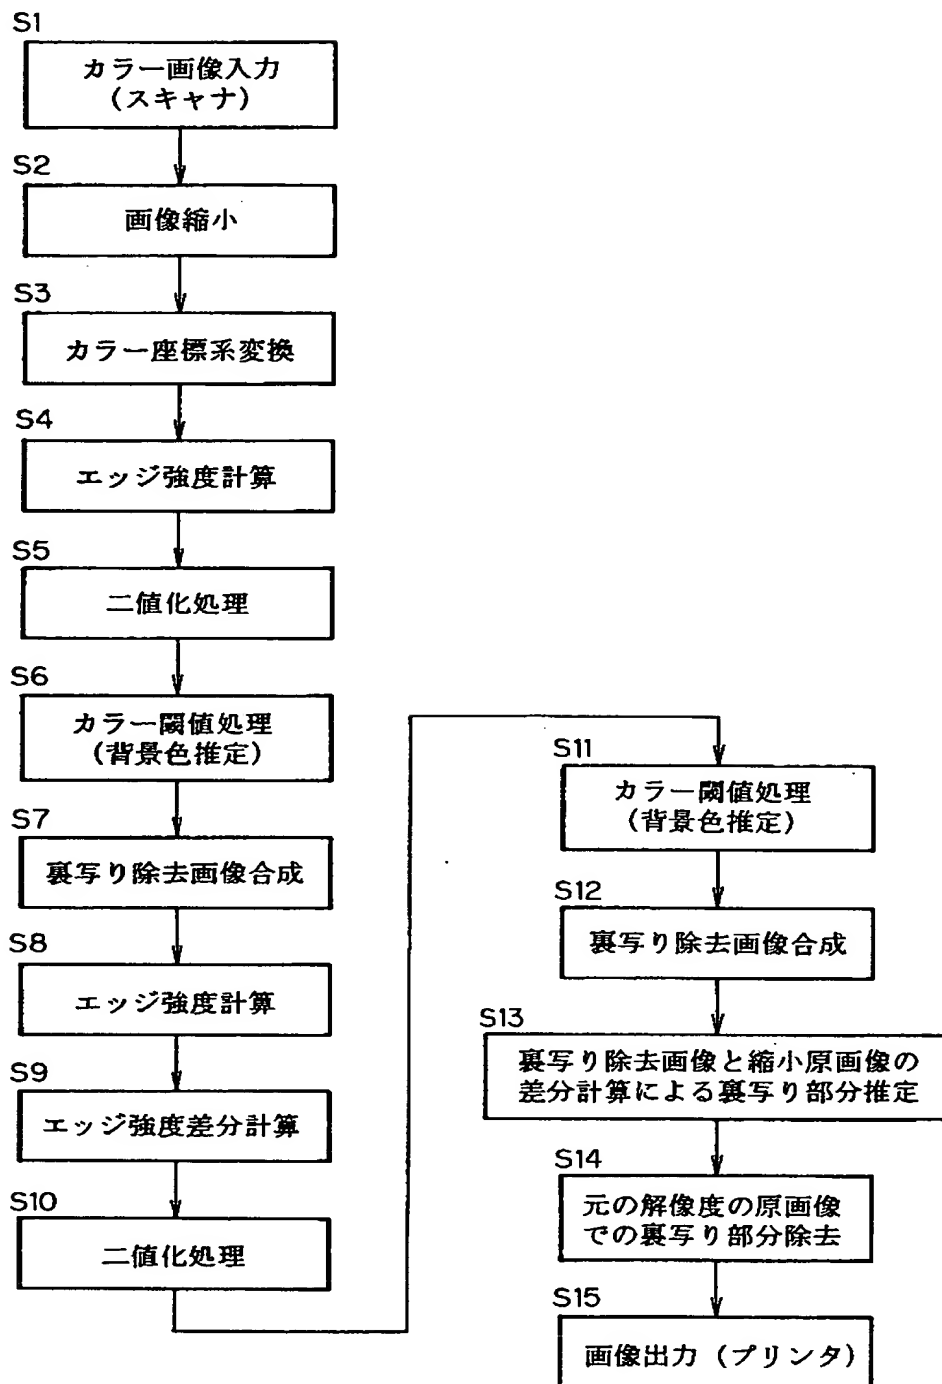 S1
カラー画像入力
(スキャナ)
S2
画像縮小
S3
カラー座標系変換
S4
エッジ強度計算
S5
二値化処理
S6
カラー閾値処理
(背景色推定)
S7
裏写り除去画像合成
S8
エッジ強度計算
S9
エッジ強度差分計算
S10
二値化処理
S11
カラー閾値処理
(背景色推定)
S12
裏写り除去画像合成
S13
裏写り除去画像と縮小原画像の
差分計算による裏写り部分推定
S14
元の解像度の原画像
での裏写り部分除去
S15
画像出力 (プリンタ)